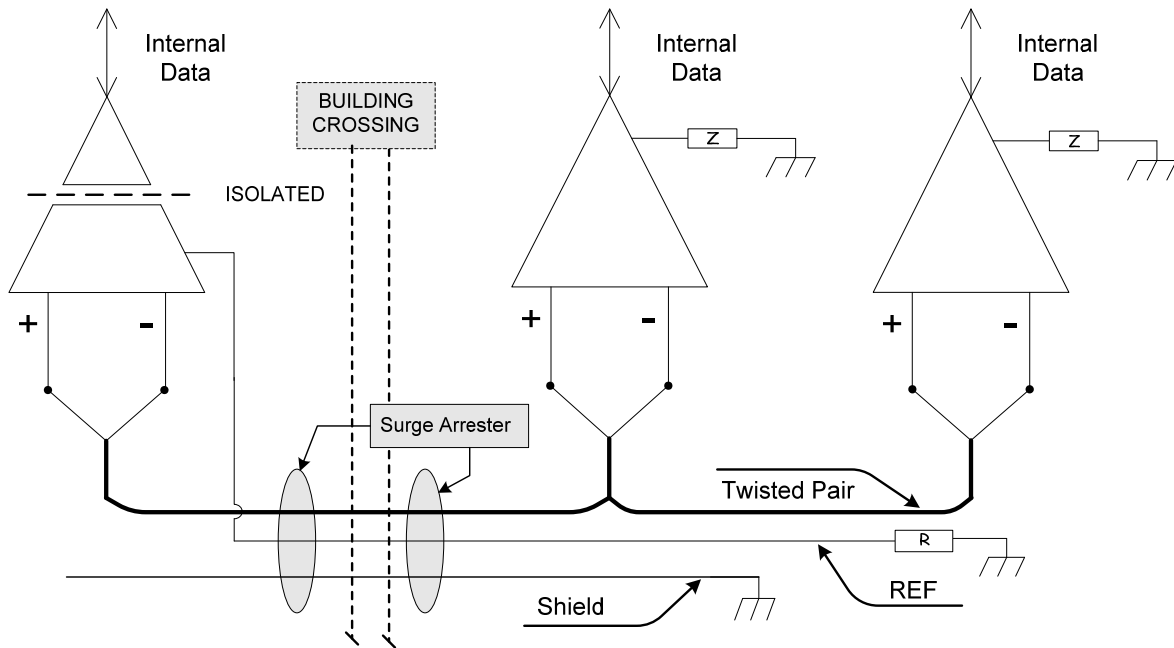 Internal
Data
Internal
Data
Internal
Data
BUILDING
CROSSING
Z
Z
ISOLATED
+
-
+
-
+
-
Surge Arrester
Twisted Pair
R
REF
Shield